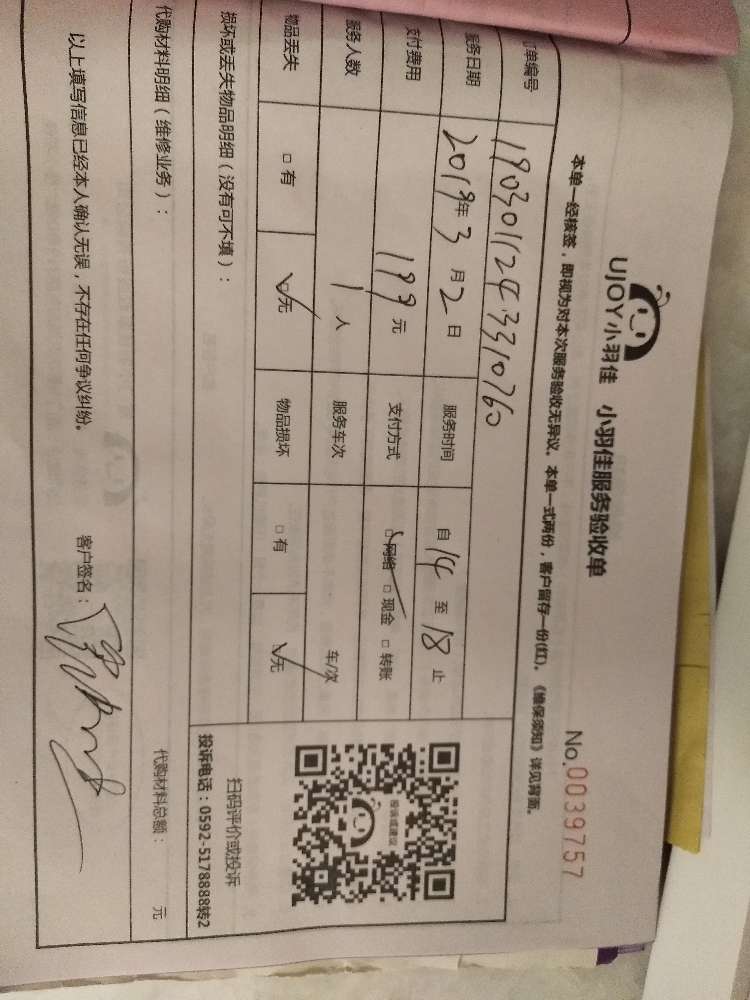 UJOY小羽佳 小羽佳服务验收单
No.0039757
本单一经核签，即视为对本次服务验收无异议。本单一式两份，客户留存一份(红)。《维保须知》详见背面。
单编号 1903011243310760
服务日期 2019年3月2日 服务时间 自14至18止
支付费用 199元 支付方式 ☑网络 □现金 □转账
服务人数 1人 服务车次 车/次
物品丢失 □有 ☑无 物品损坏 □有 ☑无
投诉或建议
扫码评价或投诉
投诉电话：0592-5178888转2
损坏或丢失物品明细（没有可不填）：
代购材料明细（维修业务）： 代购材料总额： 元
以上填写信息已经本人确认无误，不存在任何争议纠纷。 客户签名：